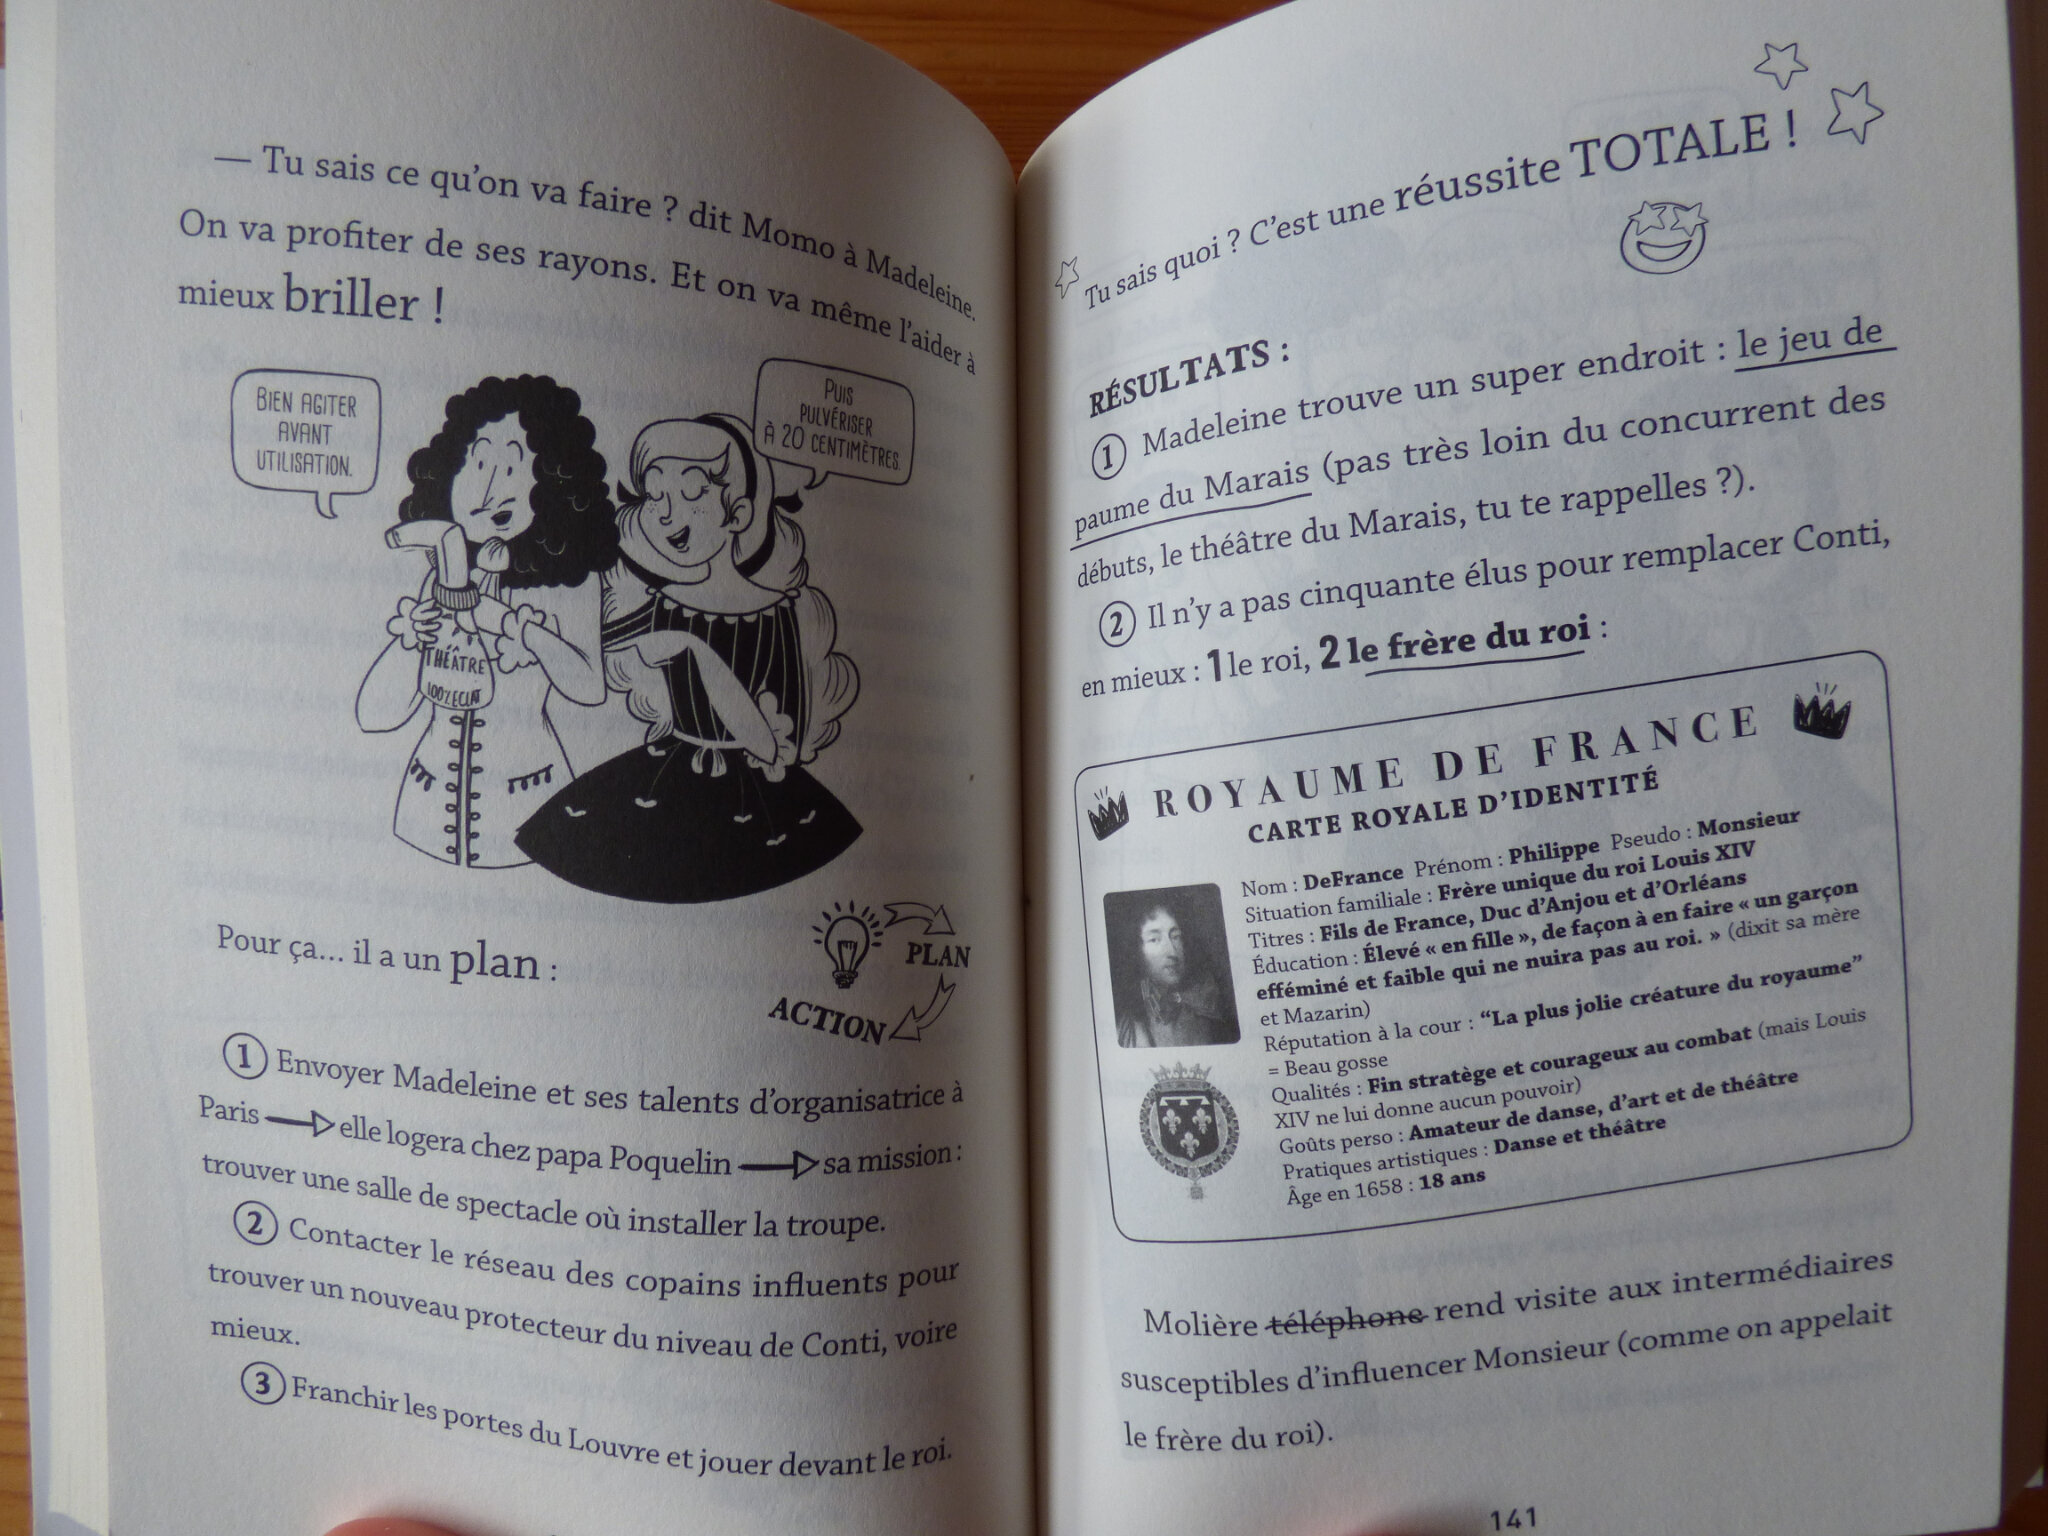 — Tu sais ce qu'on va faire ? dit Momo à Madeleine.
On va profiter de ses rayons. Et on va même l'aider à
mieux briller !
BIEN AGITER
AVANT
UTILISATION.
PUIS
PULVÉRISER
À 20 CENTIMÈTRES.
THÉÂTRE
100% ECLAT
Pour ça… il a un plan :
PLAN
ACTION
1 Envoyer Madeleine et ses talents d'organisatrice à
Paris elle logera chez papa Poquelin sa mission :
trouver une salle de spectacle où installer la troupe.
2 Contacter le réseau des copains influents pour
trouver un nouveau protecteur du niveau de Conti, voire
mieux.
3 Franchir les portes du Louvre et jouer devant le roi.
Tu sais quoi ? C'est une réussite TOTALE !
RÉSULTATS :
1 Madeleine trouve un super endroit : le jeu de
paume du Marais (pas très loin du concurrent des
débuts, le théâtre du Marais, tu te rappelles ?).
2 Il n'y a pas cinquante élus pour remplacer Conti,
en mieux : 1 le roi, 2 le frère du roi :
ROYAUME DE FRANCE
CARTE ROYALE D'IDENTITÉ
Nom : DeFrance Prénom : Philippe Pseudo : Monsieur
Situation familiale : Frère unique du roi Louis XIV
Titres : Fils de France, Duc d'Anjou et d'Orléans
Éducation : Élevé « en fille », de façon à en faire « un garçon
efféminé et faible qui ne nuira pas au roi. » (dixit sa mère
et Mazarin)
Réputation à la cour : “La plus jolie créature du royaume”
= Beau gosse
Qualités : Fin stratège et courageux au combat (mais Louis
XIV ne lui donne aucun pouvoir)
Goûts perso : Amateur de danse, d'art et de théâtre
Pratiques artistiques : Danse et théâtre
Âge en 1658 : 18 ans
Molière téléphone rend visite aux intermédiaires
susceptibles d'influencer Monsieur (comme on appelait
le frère du roi).
141